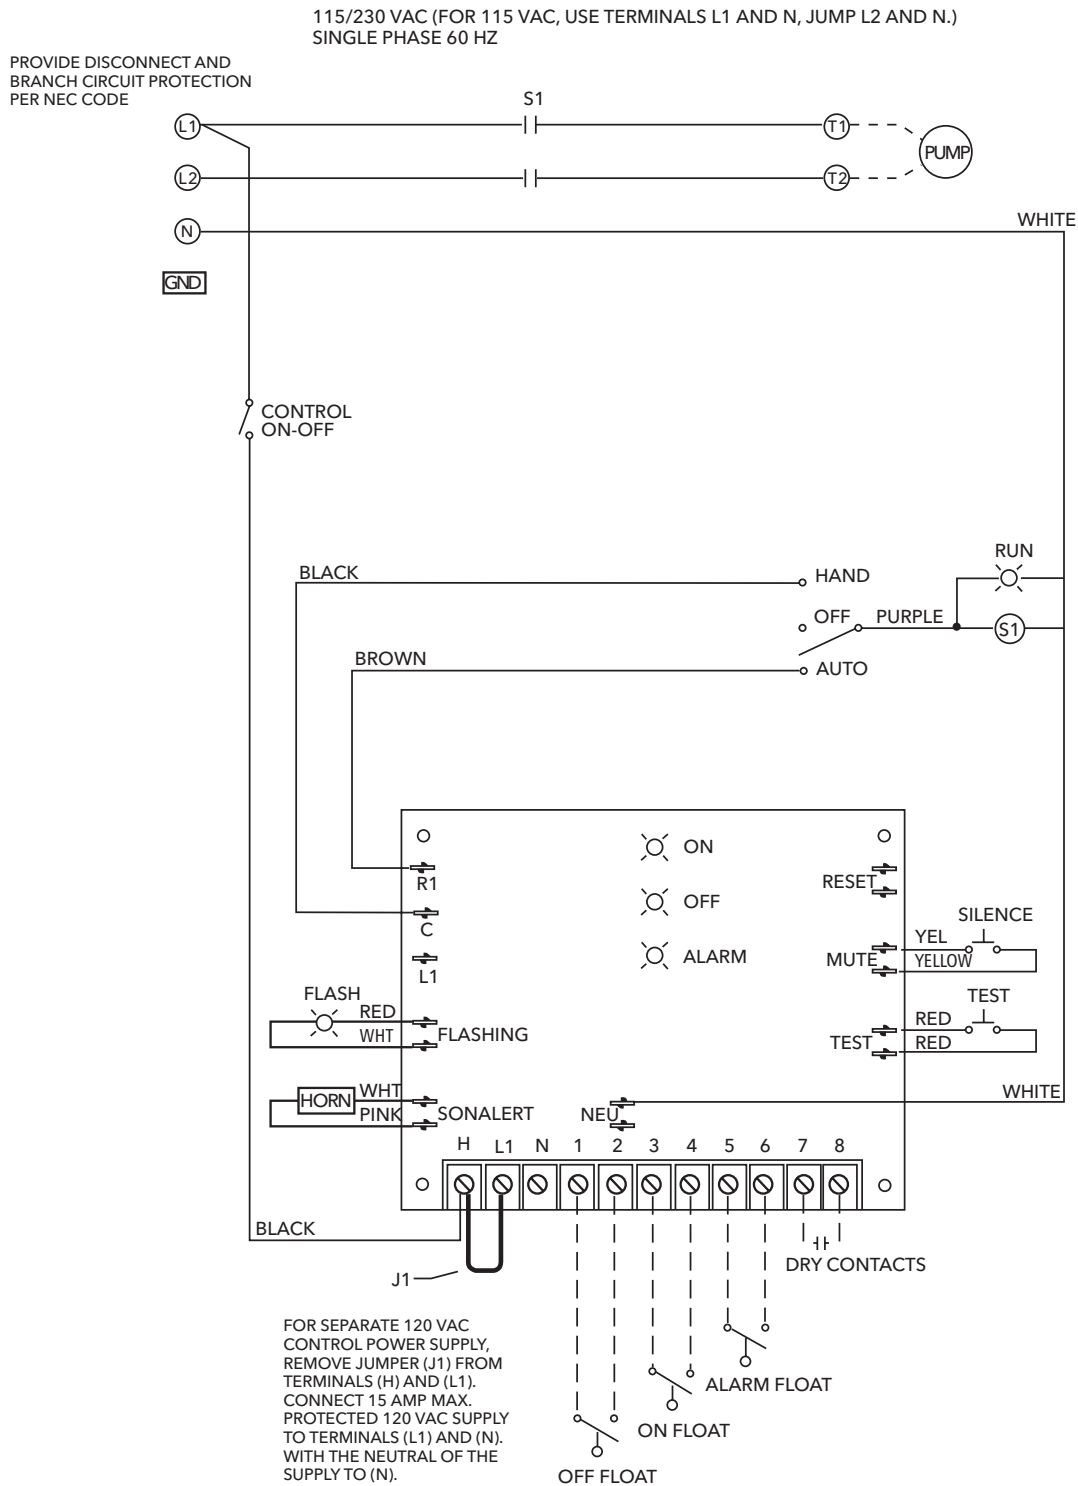 115/230 VAC (FOR 115 VAC, USE TERMINALS L1 AND N, JUMP L2 AND N.)
SINGLE PHASE 60 HZ
PROVIDE DISCONNECT AND
BRANCH CIRCUIT PROTECTION
PER NEC CODE
S1
L1
T1
PUMP
L2
T2
N
WHITE
GND
CONTROL
ON-OFF
RUN
BLACK
HAND
OFF
PURPLE
S1
BROWN
AUTO
ON
R1
RESET
OFF
C
SILENCE
YEL
ALARM
MUTE
YELLOW
L1
FLASH
TEST
RED
RED
FLASHING
WHT
TEST
RED
WHT
WHITE
HORN
PINK
SONALERT
NEU
H
L1
N
1
2
3
4
5
6
7
8
BLACK
DRY CONTACTS
J1
FOR SEPARATE 120 VAC
CONTROL POWER SUPPLY,
REMOVE JUMPER (J1) FROM
TERMINALS (H) AND (L1).
CONNECT 15 AMP MAX.
PROTECTED 120 VAC SUPPLY
TO TERMINALS (L1) AND (N).
WITH THE NEUTRAL OF THE
SUPPLY TO (N).
ALARM FLOAT
ON FLOAT
OFF FLOAT